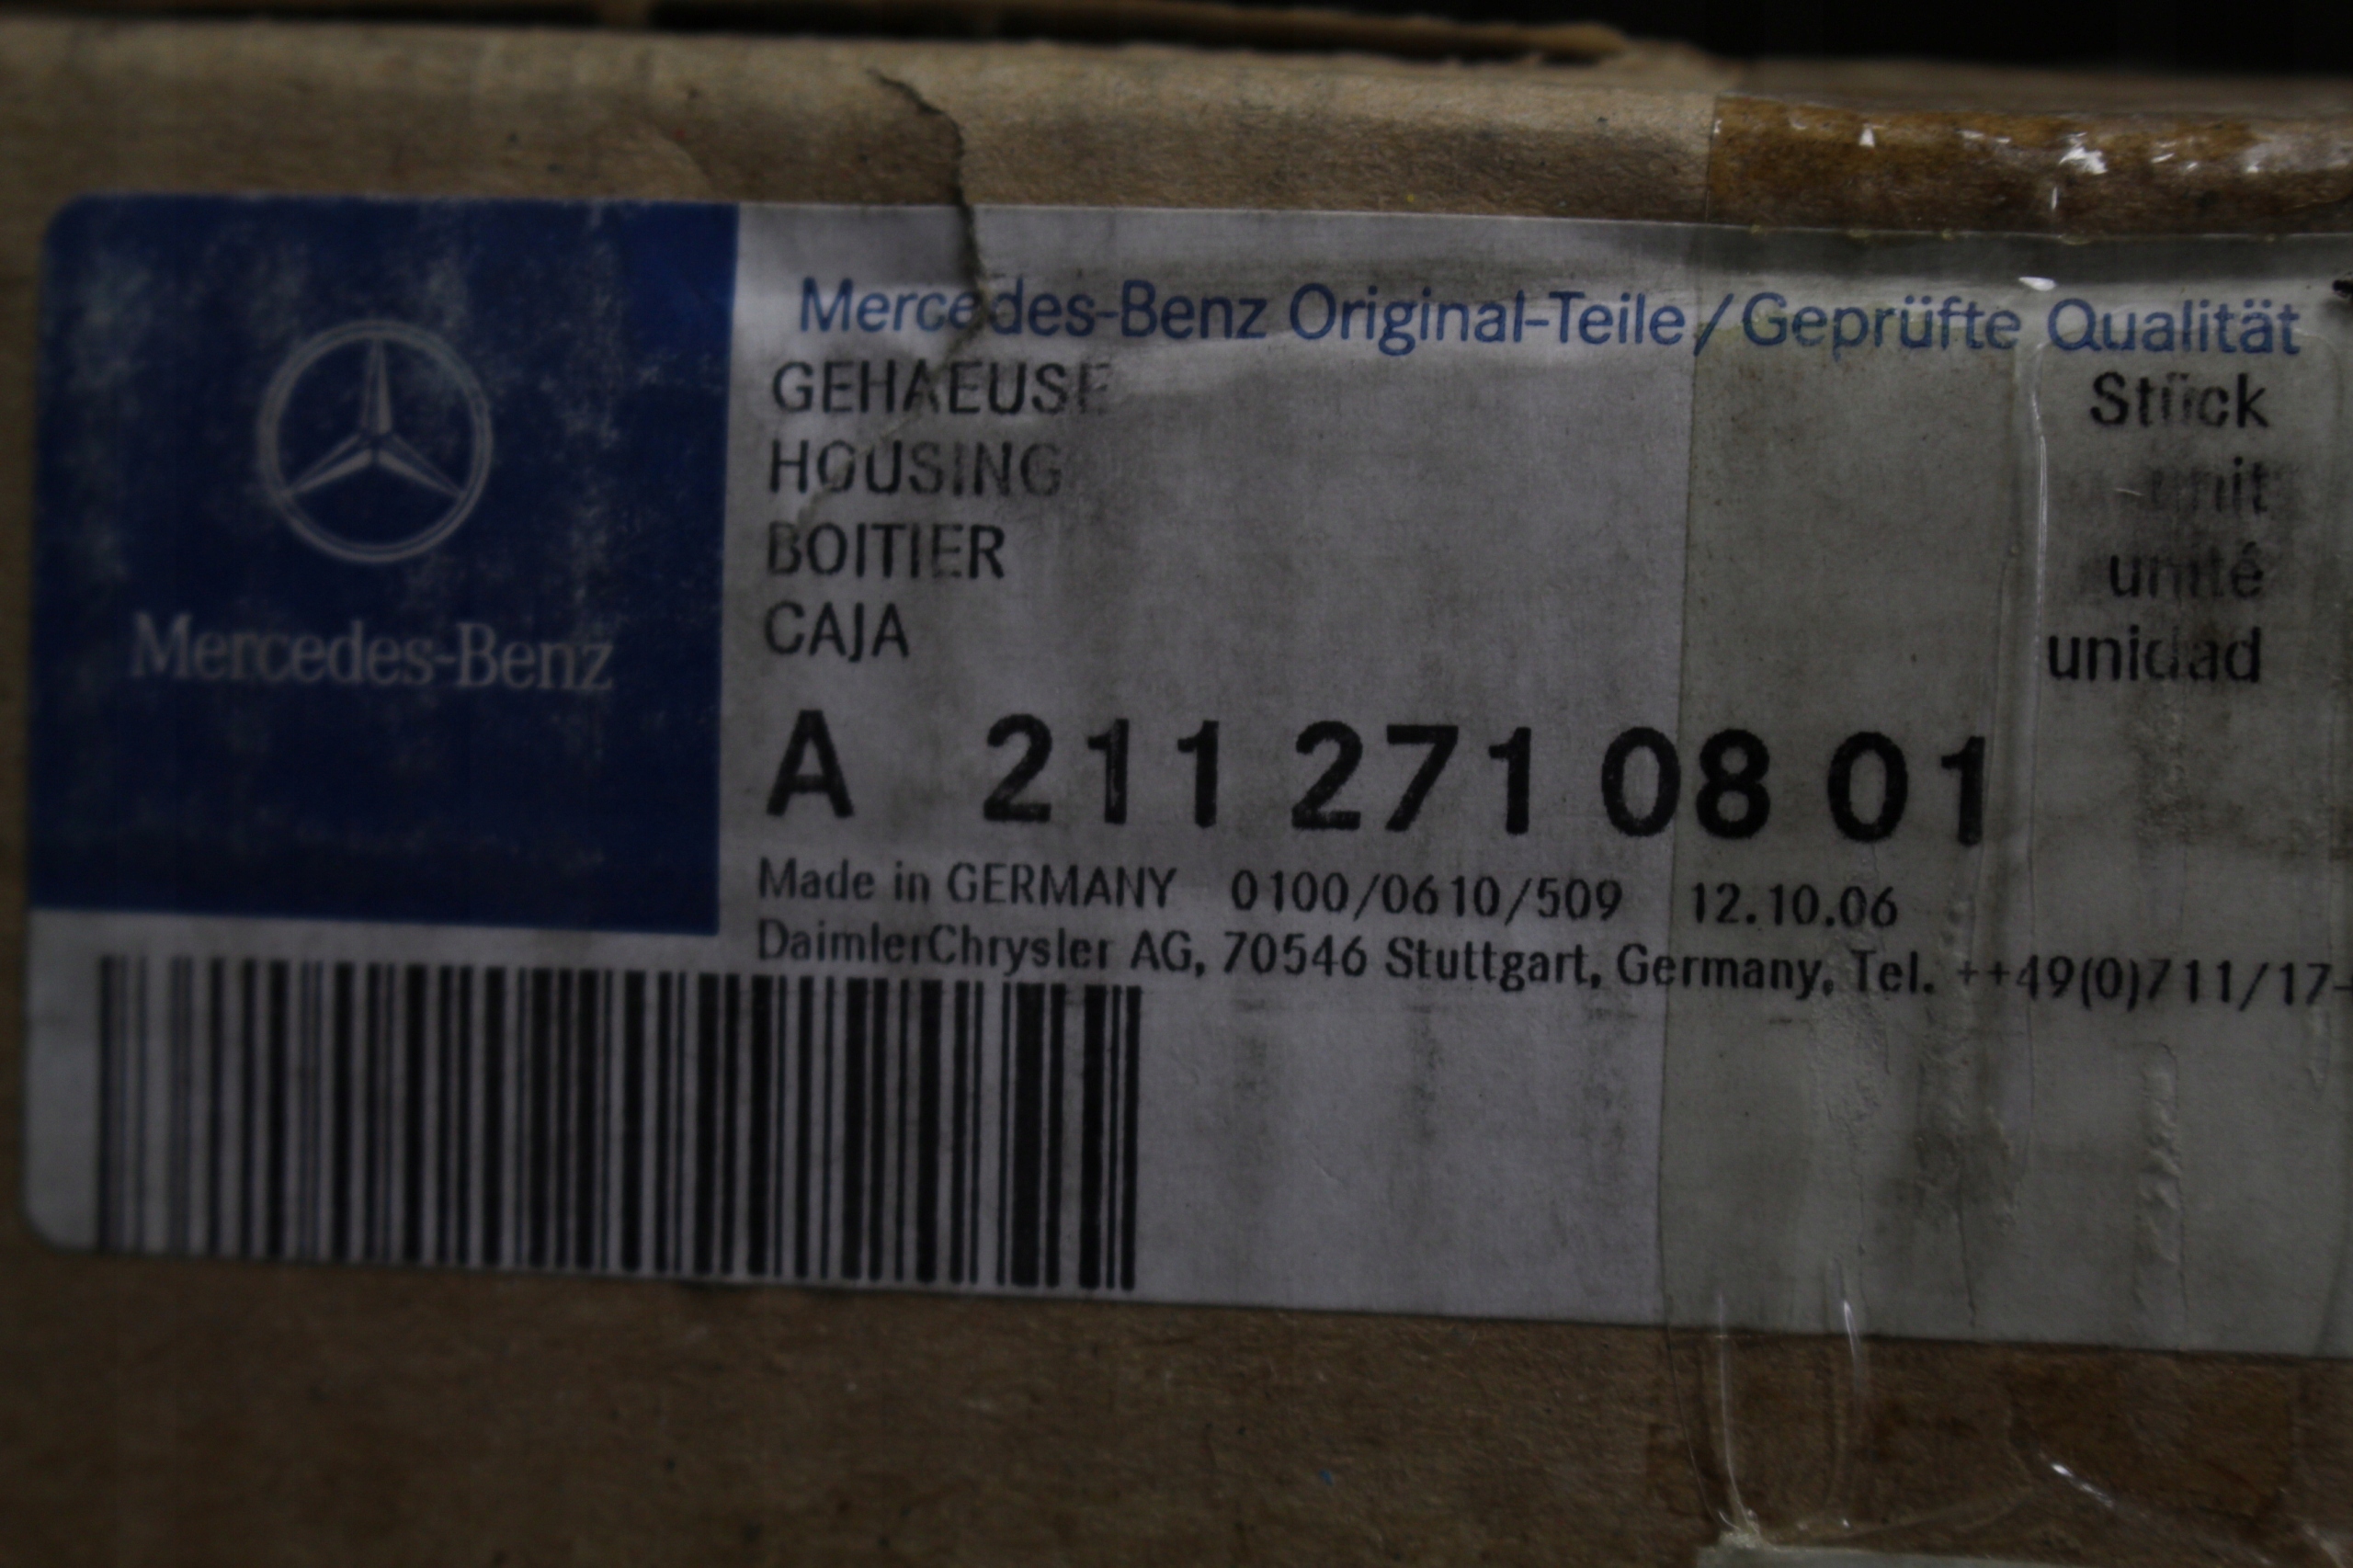 Mercedes-Benz
Mercedes-Benz Original-Teile/Geprüfte Qualität
GEHAEUSE
HOUSING
BOITIER
CAJA
Stück
unit
unité
unidad
A 211 271 08 01
Made in GERMANY 0100/0610/509 12.10.06
DaimlerChrysler AG, 70546 Stuttgart, Germany, Tel. ++49(0)711/17-